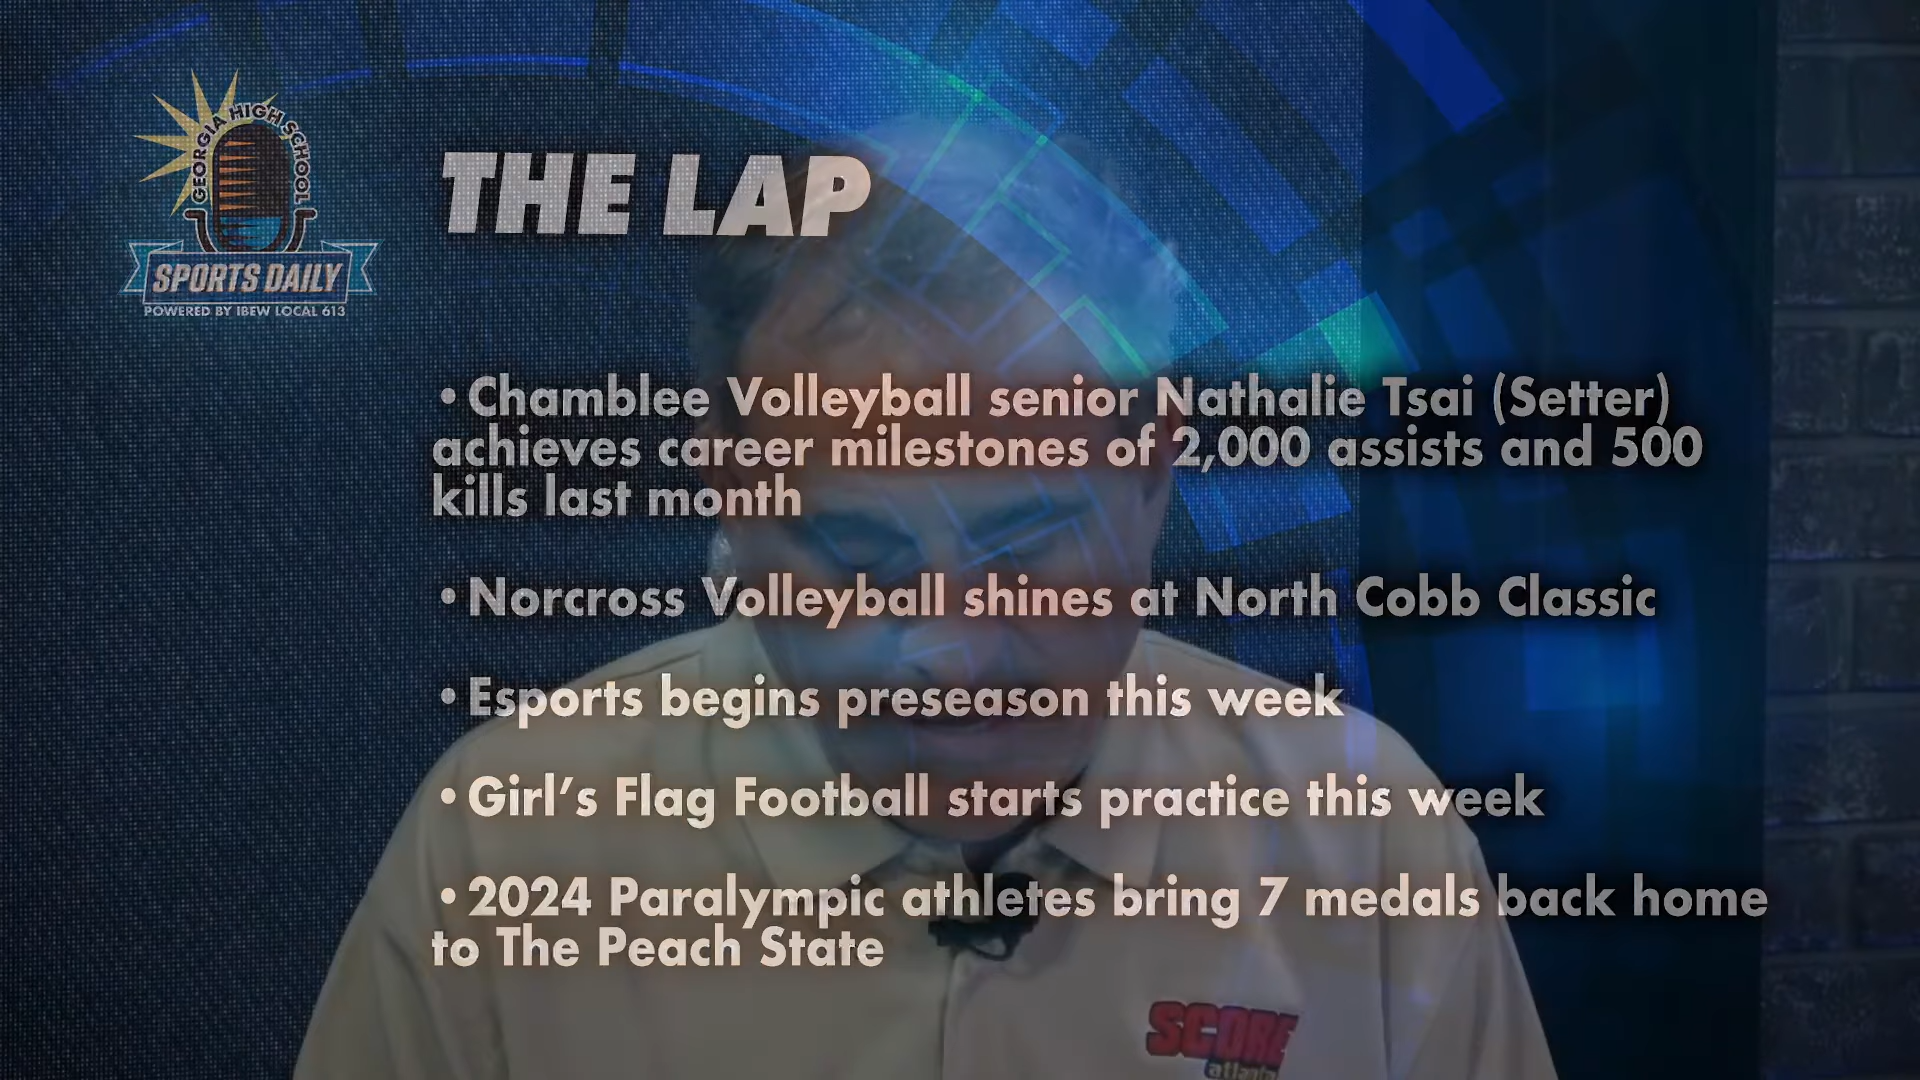 GEORGIA HIGH SCHOOL
SPORTS DAILY
POWERED BY IBEW LOCAL 613
THE LAP
• Chamblee Volleyball senior Nathalie Tsai (Setter)
achieves career milestones of 2,000 assists and 500
kills last month
• Norcross Volleyball shines at North Cobb Classic
• Esports begins preseason this week
• Girl’s Flag Football starts practice this week
• 2024 Paralympic athletes bring 7 medals back home
to The Peach State
SCORE
atlanta